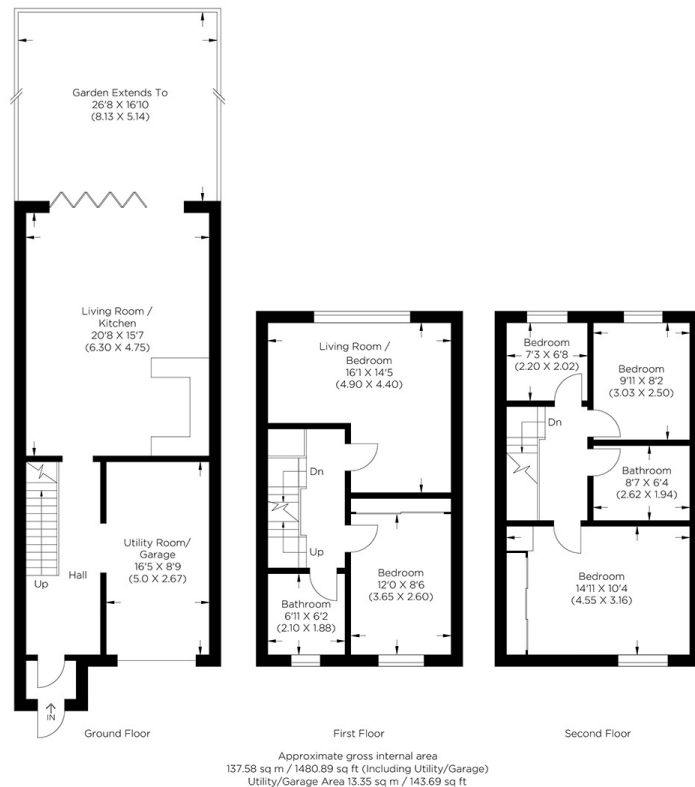 Garden Extends To
26'8 X 16'10
(8.13 X 5.14)
Living Room /
Kitchen
20'8 X 15'7
(6.30 X 4.75)
Utility Room/
Garage
16'5 X 8'9
(5.0 X 2.67)
Up
Hall
IN
Ground Floor
Living Room /
Bedroom
16'1 X 14'5
(4.90 X 4.40)
Dn
Up
Bedroom
12'0 X 8'6
(3.65 X 2.60)
Bathroom
6'11 X 6'2
(2.10 X 1.88)
First Floor
Bedroom
7'3 X 6'8
(2.20 X 2.02)
Bedroom
9'11 X 8'2
(3.03 X 2.50)
Dn
Bathroom
8'7 X 6'4
(2.62 X 1.94)
Bedroom
14'11 X 10'4
(4.55 X 3.16)
Second Floor
Approximate gross internal area
137.58 sq m / 1480.89 sq ft (Including Utility/Garage)
Utility/Garage Area 13.35 sq m / 143.69 sq ft